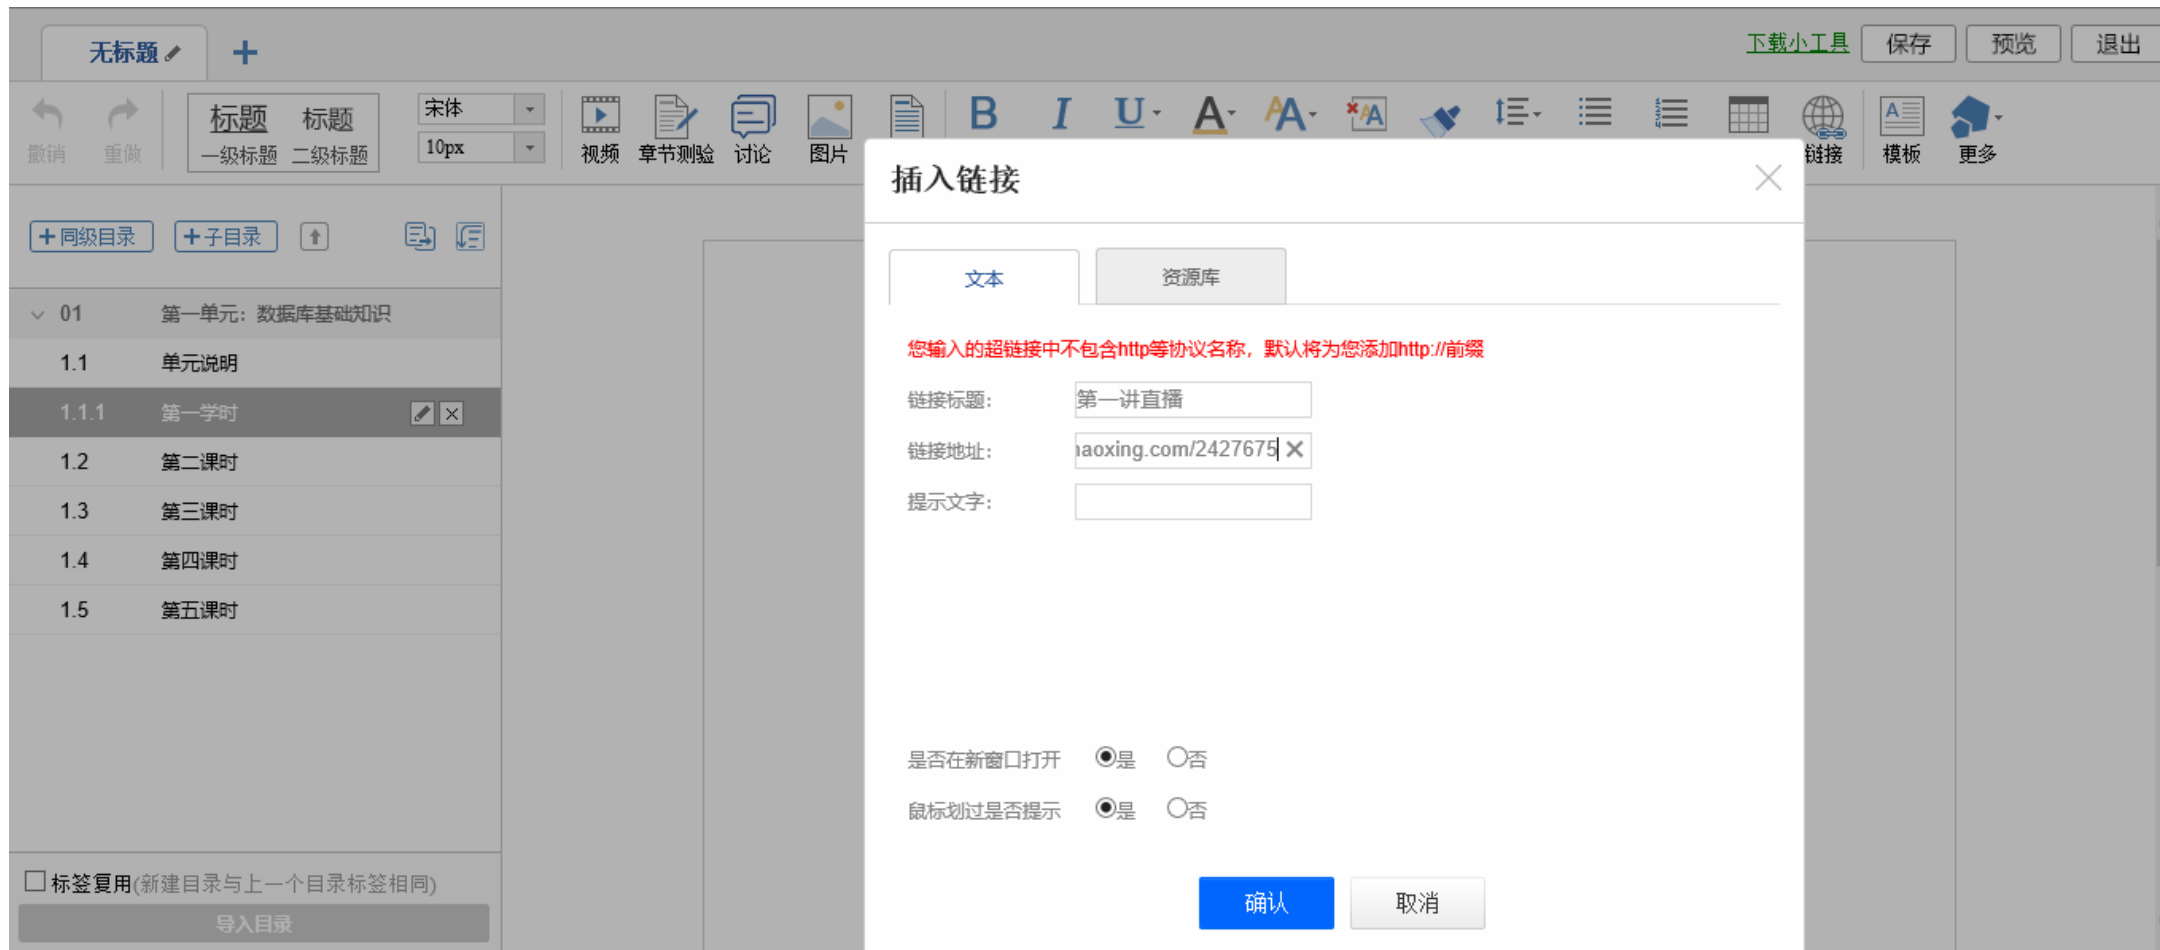 无标题
下载小工具 保存 预览 退出
标题 标题 宋体
撤销 重做 一级标题 二级标题 10px 视频 章节测验 讨论 图片 链接 模板 更多
插入链接
同级目录 子目录
文本 资源库
01 第一单元：数据库基础知识
1.1 单元说明
1.1.1 第一学时
1.2 第二课时
1.3 第三课时
1.4 第四课时
1.5 第五课时
您输入的超链接中不包含http等协议名称，默认将为您添加http://前缀
链接标题： 第一讲直播
链接地址： haoxing.com/2427675
提示文字：
是否在新窗口打开 是 否
鼠标划过是否提示 是 否
确认 取消
标签复用(新建目录与上一个目录标签相同)
导入目录